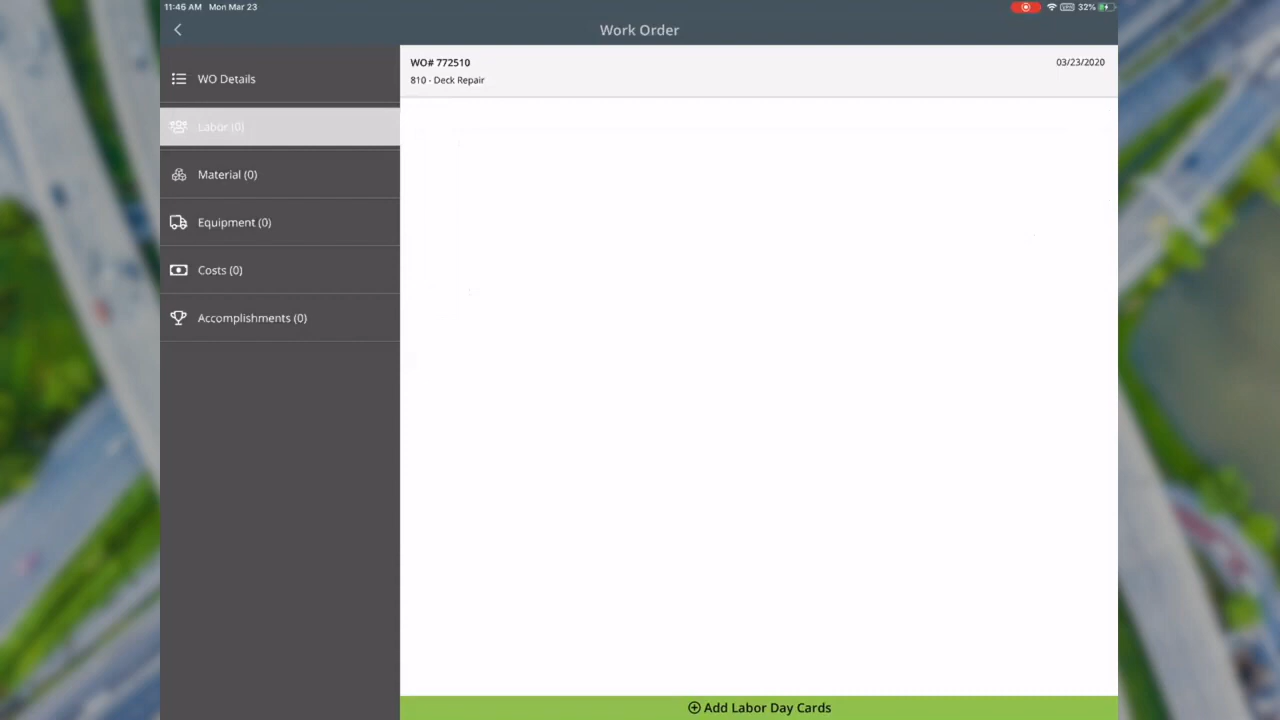 11:46 AM Mon Mar 23
32%
Work Order
WO Details
Labor (0)
Material (0)
Equipment (0)
Costs (0)
Accomplishments (0)
WO# 772510
03/23/2020
810 - Deck Repair
Add Labor Day Cards